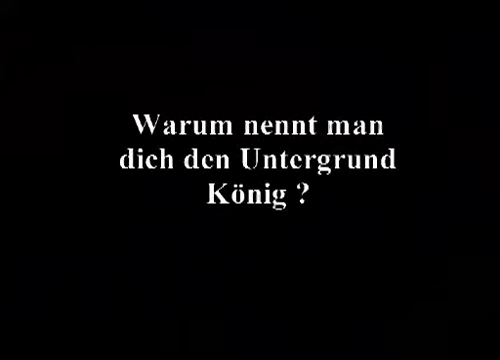 Warum nennt man
dich den Untergrund
König ?